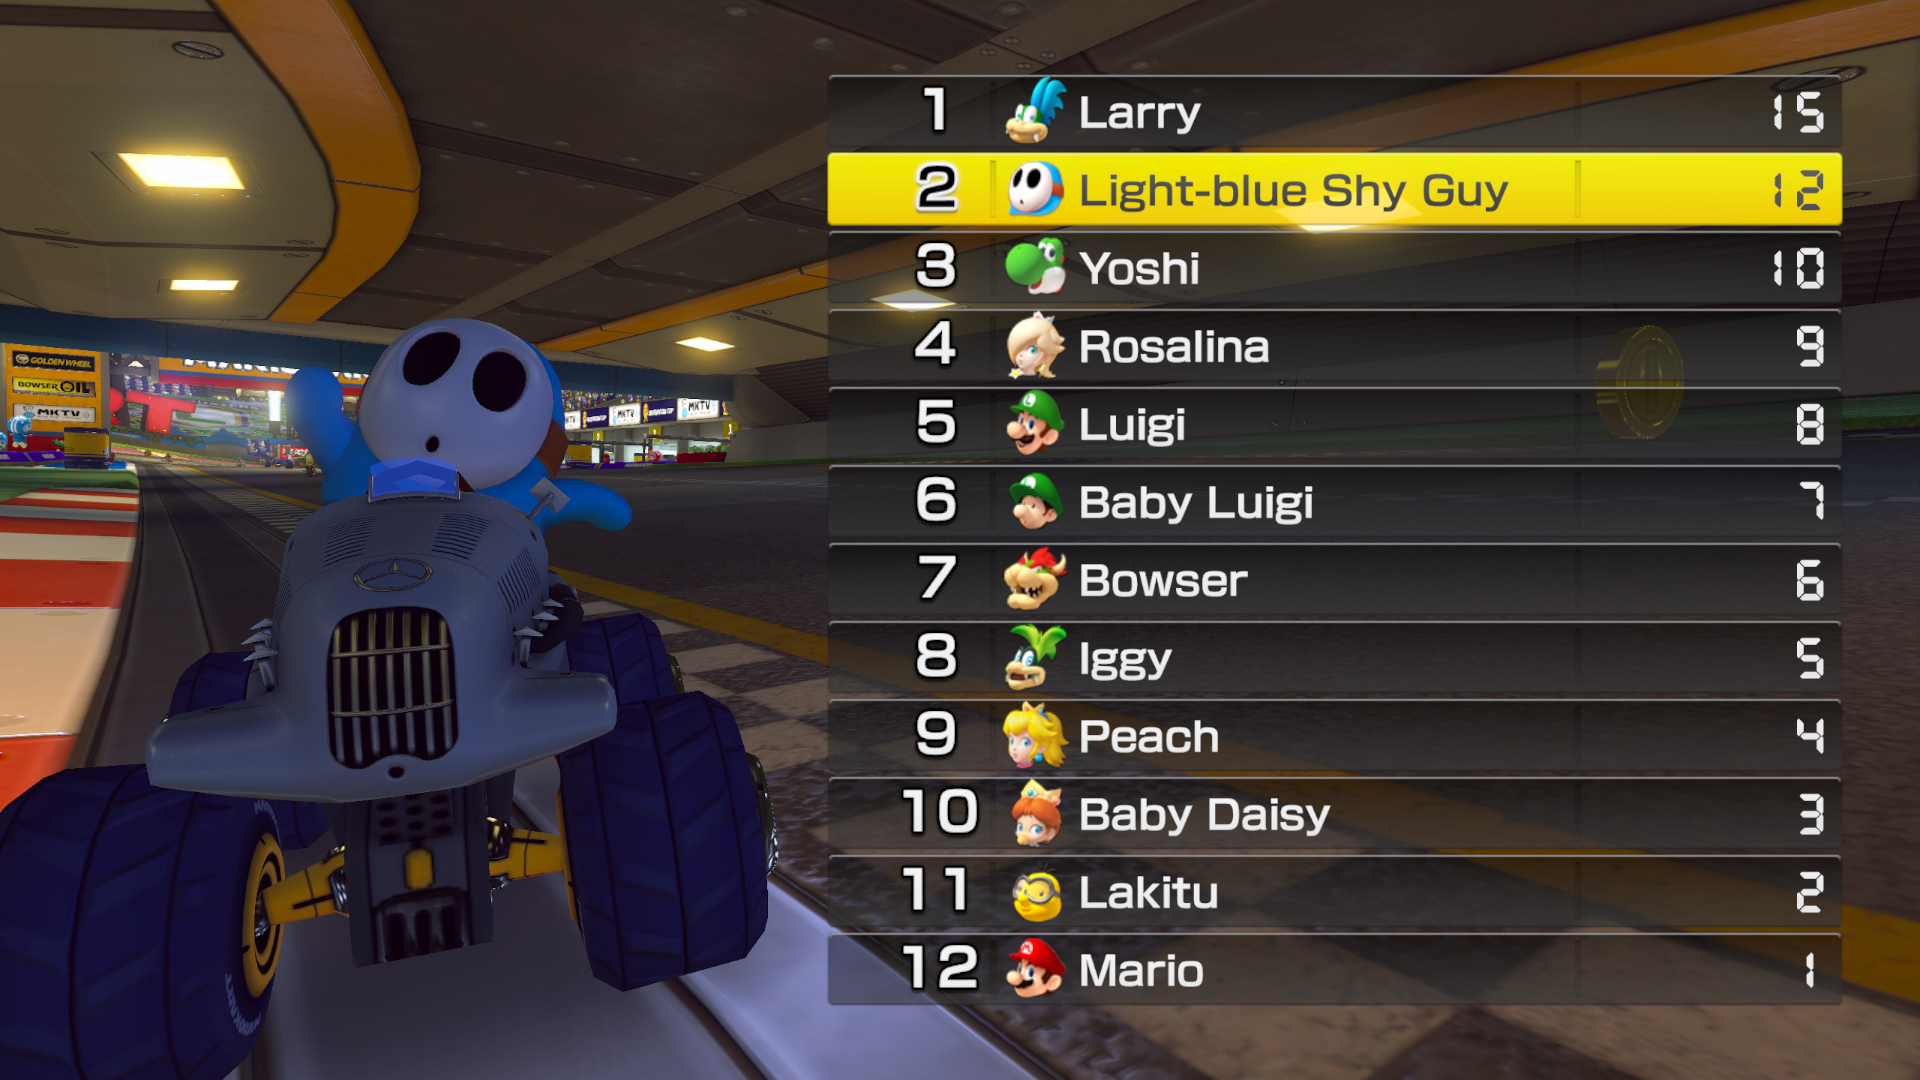 1 Larry 15
2 Light-blue Shy Guy 12
3 Yoshi 10
4 Rosalina 9
5 Luigi 8
6 Baby Luigi 7
7 Bowser 6
8 Iggy 5
9 Peach 4
10 Baby Daisy 3
11 Lakitu 2
12 Mario 1
GOLDEN WHEEL
BOWSER OIL
MKTV
MKTV
MKTV